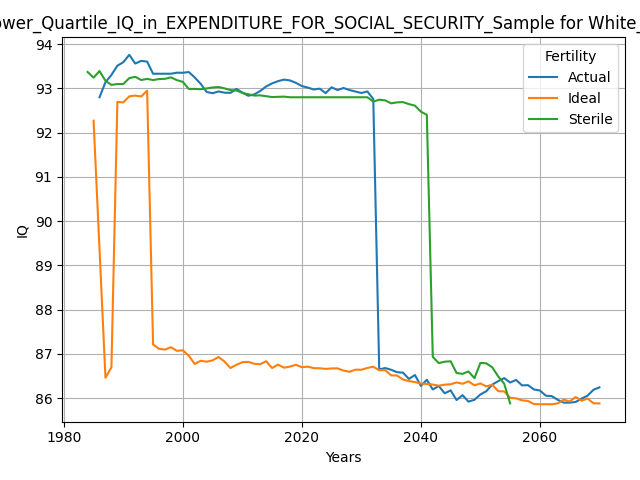 ower_Quartile_IQ_in_EXPENDITURE_FOR_SOCIAL_SECURITY_Sample for White_
94
93
92
91
90
89
88
87
86
IQ
1980
2000
2020
2040
2060
Years
Fertility
Actual
Ideal
Sterile